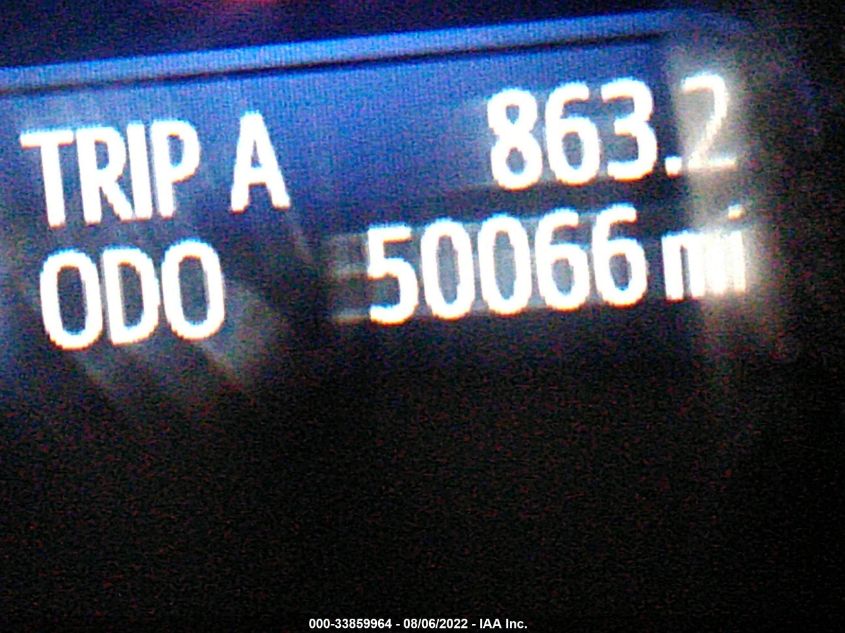 TRIP A 863.2
ODO 50066 mi
000-33859964 - 08/06/2022 - IAA Inc.